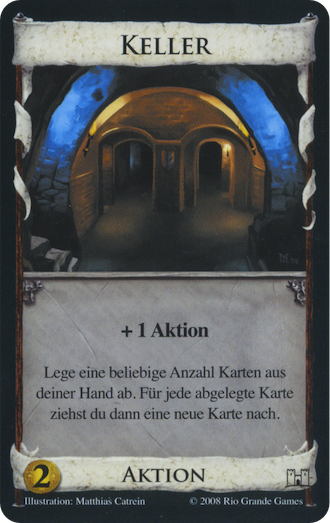 Keller
+ 1 Aktion
Lege eine beliebige Anzahl Karten aus
deiner Hand ab. Für jede abgelegte Karte
ziehst du dann eine neue Karte nach.
2
Aktion
Illustration: Matthias Catrein
© 2008 Rio Grande Games